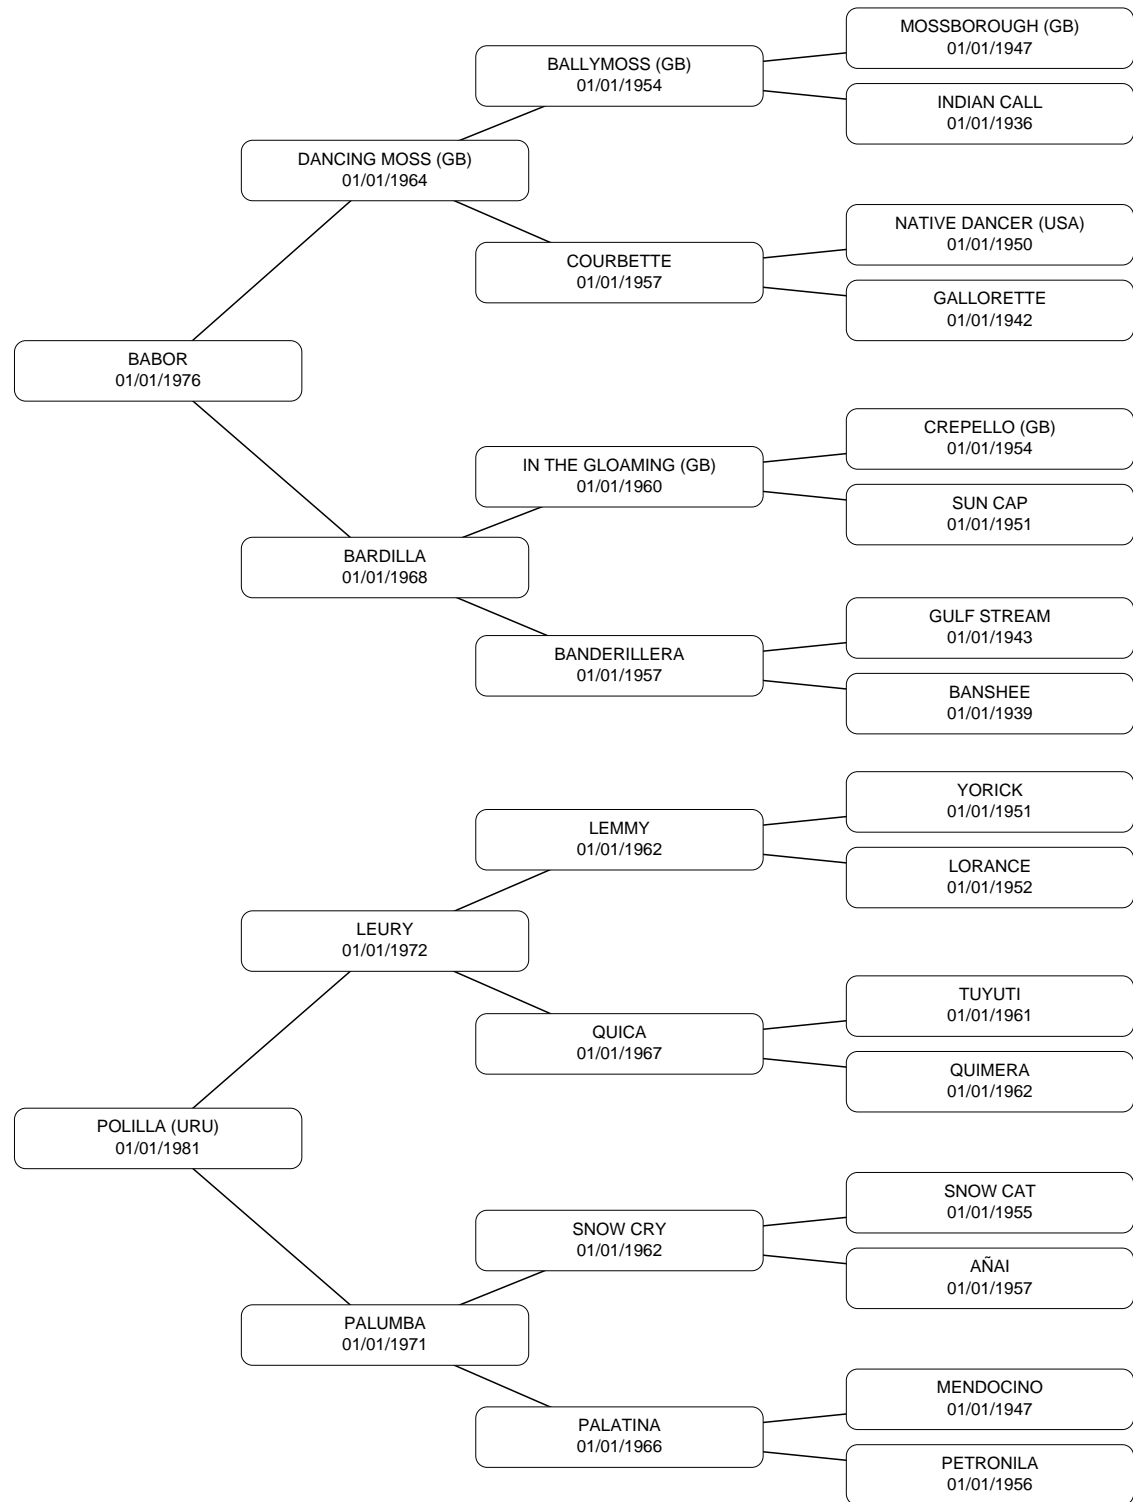 MOSSBOROUGH (GB)
01/01/1947
BALLYMOSS (GB)
01/01/1954
INDIAN CALL
01/01/1936
DANCING MOSS (GB)
01/01/1964
NATIVE DANCER (USA)
01/01/1950
COURBETTE
01/01/1957
GALLORETTE
01/01/1942
BABOR
01/01/1976
CREPELLO (GB)
01/01/1954
IN THE GLOAMING (GB)
01/01/1960
SUN CAP
01/01/1951
BARDILLA
01/01/1968
GULF STREAM
01/01/1943
BANDERILLERA
01/01/1957
BANSHEE
01/01/1939
YORICK
01/01/1951
LEMMY
01/01/1962
LORANCE
01/01/1952
LEURY
01/01/1972
TUYUTI
01/01/1961
QUICA
01/01/1967
QUIMERA
01/01/1962
POLILLA (URU)
01/01/1981
SNOW CAT
01/01/1955
SNOW CRY
01/01/1962
AÑAI
01/01/1957
PALUMBA
01/01/1971
MENDOCINO
01/01/1947
PALATINA
01/01/1966
PETRONILA
01/01/1956